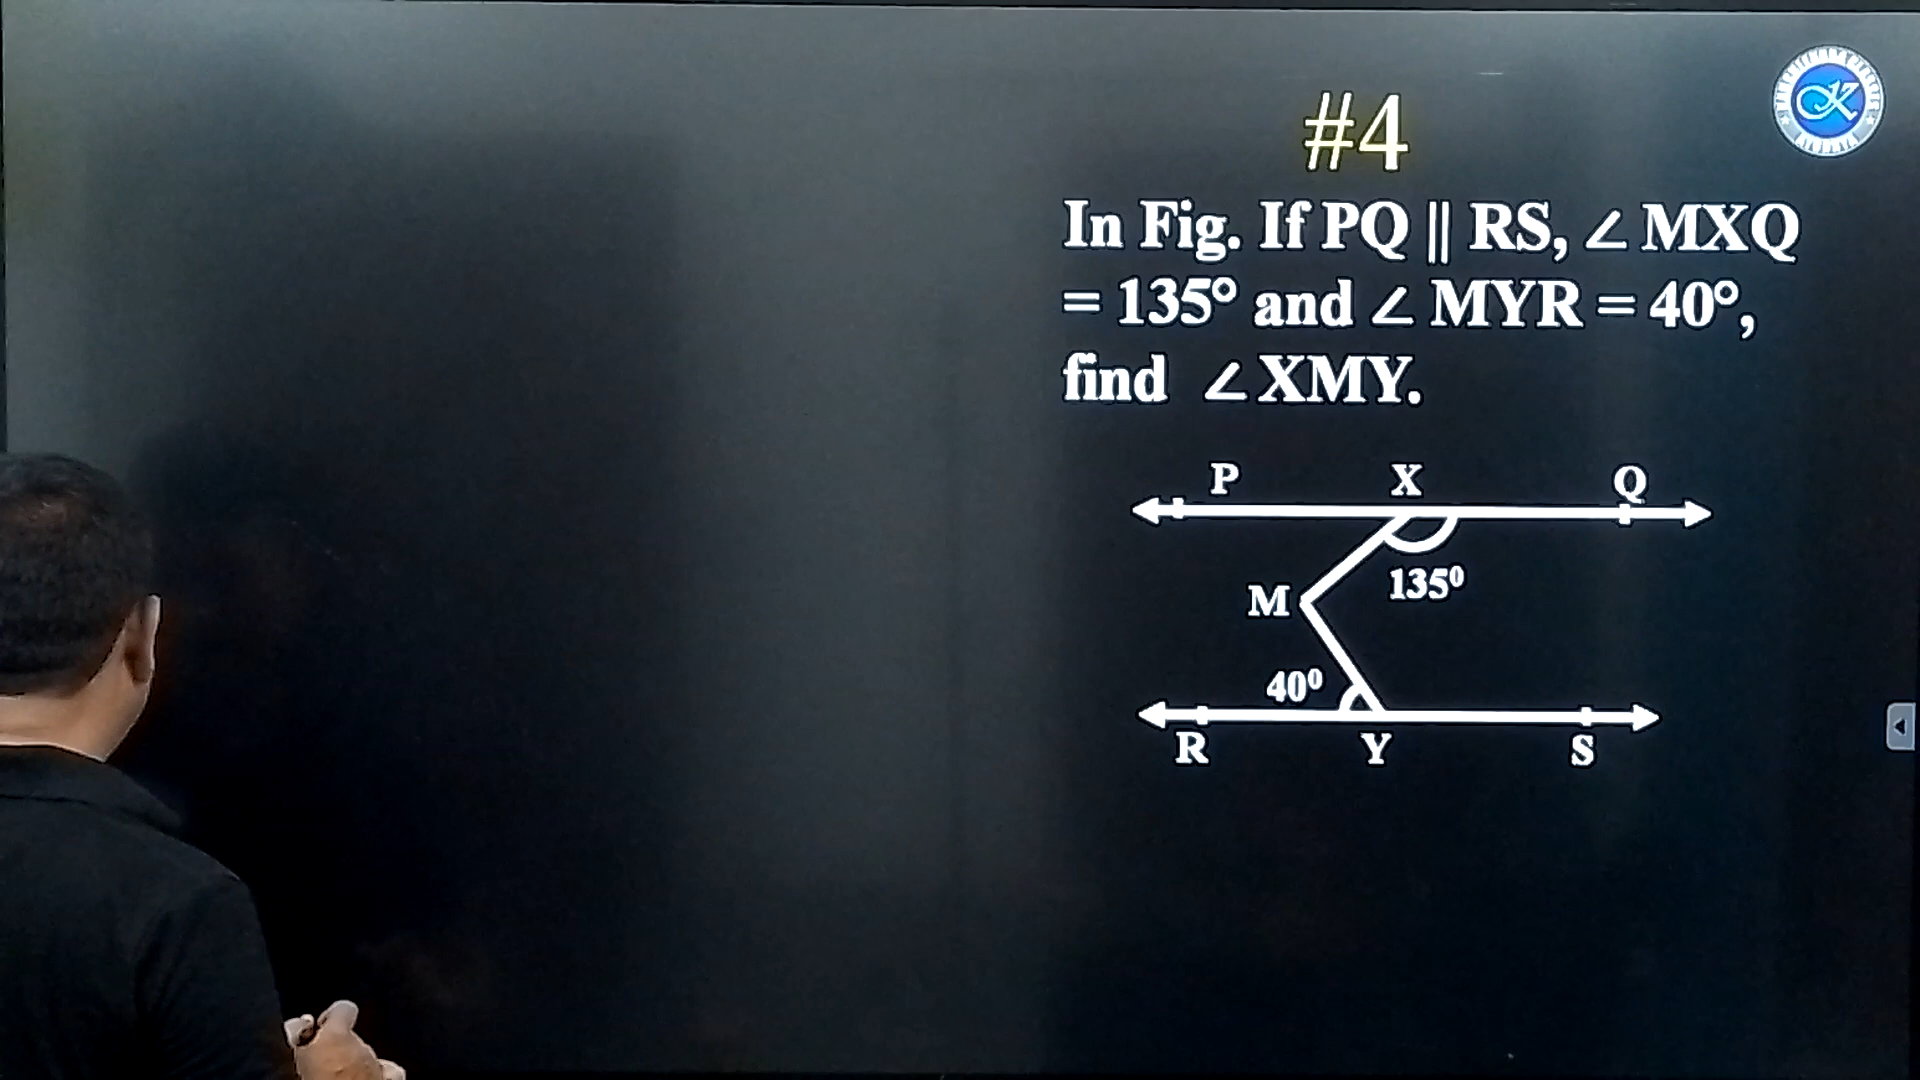 #4
In Fig. If PQ || RS, ∠ MXQ
= 135° and ∠ MYR = 40°,
find ∠ XMY.
P X Q
135⁰
M
40⁰
R Y S